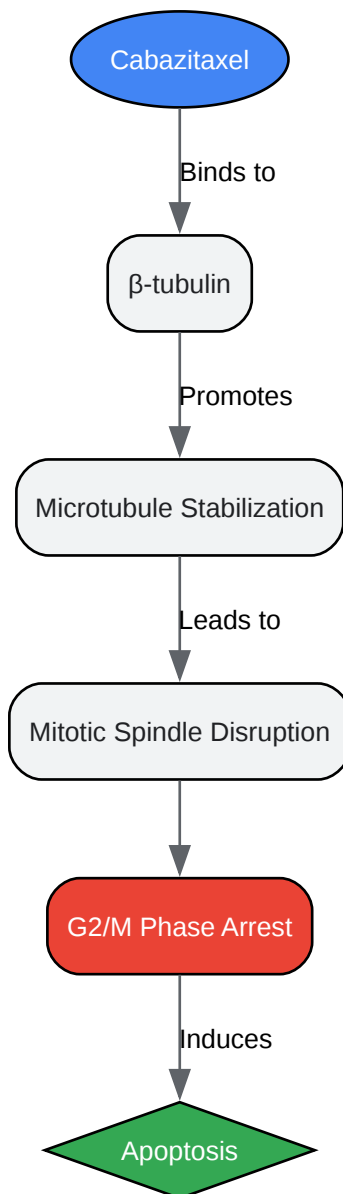 Cabazitaxel
Binds to
β-tubulin
Promotes
Microtubule Stabilization
Leads to
Mitotic Spindle Disruption
G2/M Phase Arrest
Induces
Apoptosis